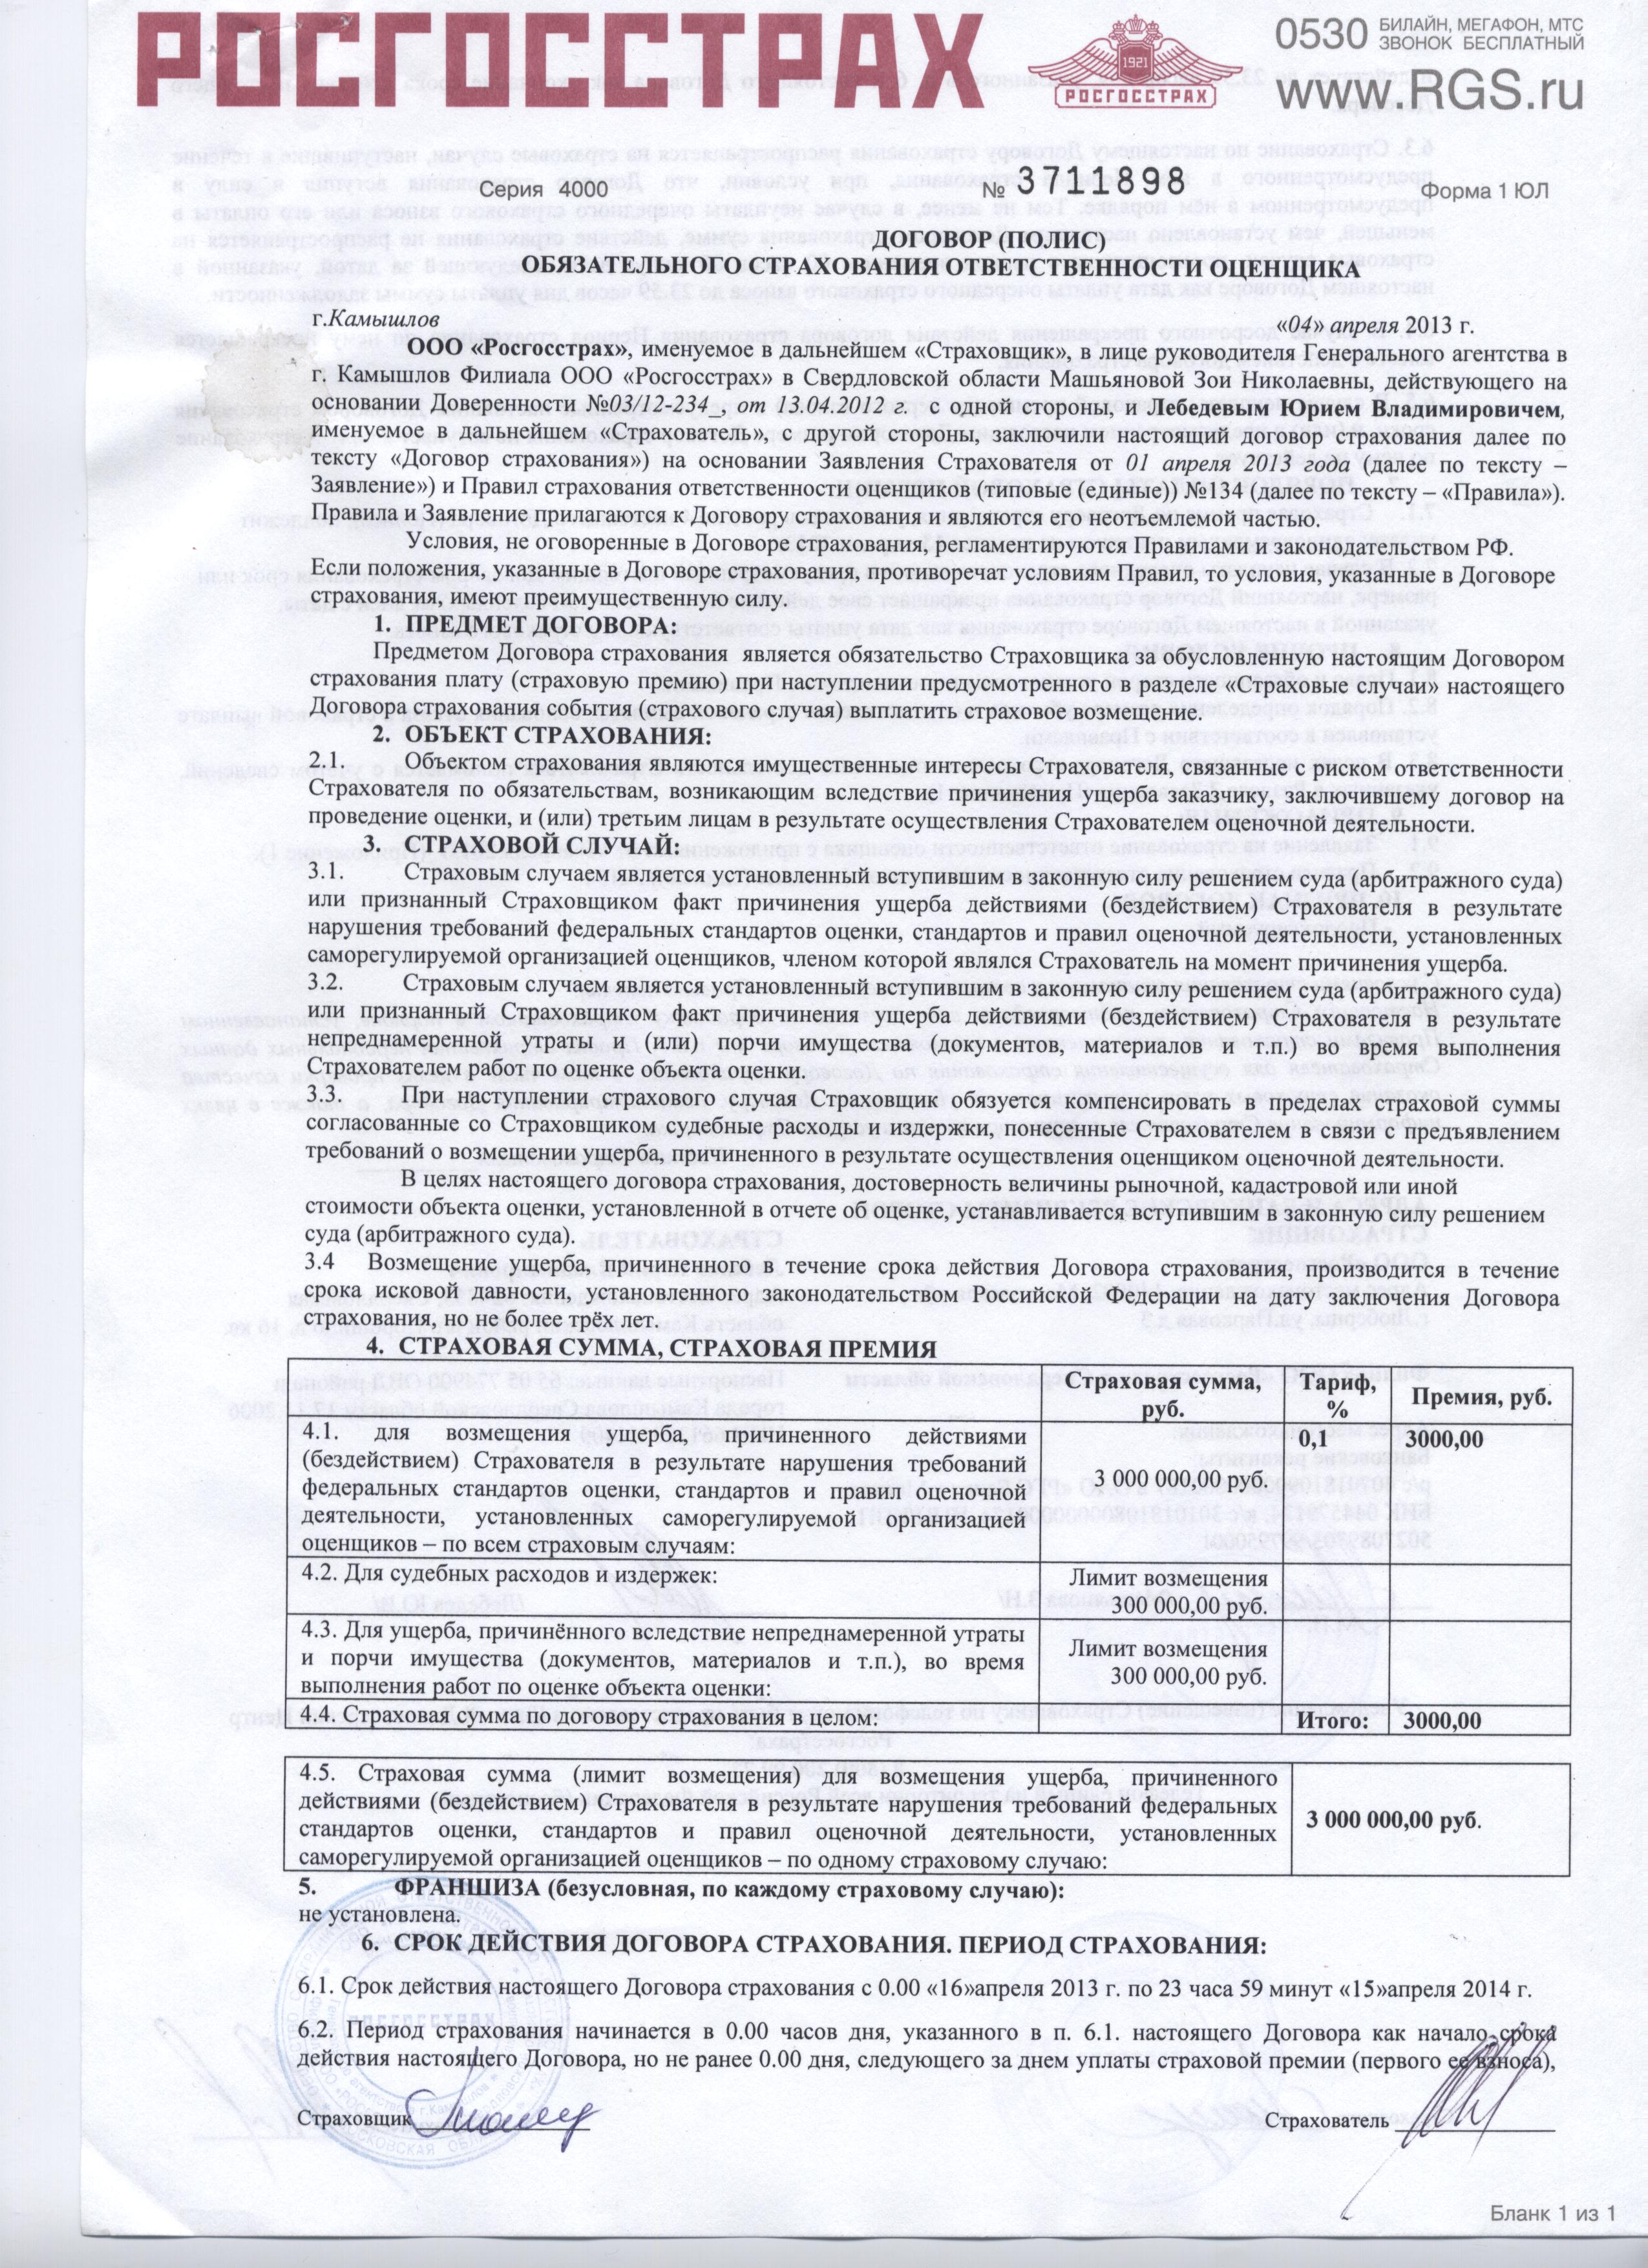 РОСГОССТРАХ
1921
РОСГОССТРАХ
0530 БИЛАЙН, МЕГАФОН, МТС
ЗВОНОК БЕСПЛАТНЫЙ
www.RGS.ru
Серия 4000 № 3711898 Форма 1 ЮЛ
ДОГОВОР (ПОЛИС)
ОБЯЗАТЕЛЬНОГО СТРАХОВАНИЯ ОТВЕТСТВЕННОСТИ ОЦЕНЩИКА
г.Камышлов «04» апреля 2013 г.
ООО «Росгосстрах», именуемое в дальнейшем «Страховщик», в лице руководителя Генерального агентства в
г. Камышлов Филиала ООО «Росгосстрах» в Свердловской области Машьяновой Зои Николаевны, действующего на
основании Доверенности №03/12-234_, от 13.04.2012 г. с одной стороны, и Лебедевым Юрием Владимировичем,
именуемое в дальнейшем «Страхователь», с другой стороны, заключили настоящий договор страхования далее по
тексту «Договор страхования») на основании Заявления Страхователя от 01 апреля 2013 года (далее по тексту –
Заявление») и Правил страхования ответственности оценщиков (типовые (единые)) №134 (далее по тексту – «Правила»).
Правила и Заявление прилагаются к Договору страхования и являются его неотъемлемой частью.
Условия, не оговоренные в Договоре страхования, регламентируются Правилами и законодательством РФ.
Если положения, указанные в Договоре страхования, противоречат условиям Правил, то условия, указанные в Договоре
страхования, имеют преимущественную силу.
1. ПРЕДМЕТ ДОГОВОРА:
Предметом Договора страхования является обязательство Страховщика за обусловленную настоящим Договором
страхования плату (страховую премию) при наступлении предусмотренного в разделе «Страховые случаи» настоящего
Договора страхования события (страхового случая) выплатить страховое возмещение.
2. ОБЪЕКТ СТРАХОВАНИЯ:
2.1. Объектом страхования являются имущественные интересы Страхователя, связанные с риском ответственности
Страхователя по обязательствам, возникающим вследствие причинения ущерба заказчику, заключившему договор на
проведение оценки, и (или) третьим лицам в результате осуществления Страхователем оценочной деятельности.
3. СТРАХОВОЙ СЛУЧАЙ:
3.1. Страховым случаем является установленный вступившим в законную силу решением суда (арбитражного суда)
или признанный Страховщиком факт причинения ущерба действиями (бездействием) Страхователя в результате
нарушения требований федеральных стандартов оценки, стандартов и правил оценочной деятельности, установленных
саморегулируемой организацией оценщиков, членом которой являлся Страхователь на момент причинения ущерба.
3.2. Страховым случаем является установленный вступившим в законную силу решением суда (арбитражного суда)
или признанный Страховщиком факт причинения ущерба действиями (бездействием) Страхователя в результате
непреднамеренной утраты и (или) порчи имущества (документов, материалов и т.п.) во время выполнения
Страхователем работ по оценке объекта оценки.
3.3. При наступлении страхового случая Страховщик обязуется компенсировать в пределах страховой суммы
согласованные со Страховщиком судебные расходы и издержки, понесенные Страхователем в связи с предъявлением
требований о возмещении ущерба, причиненного в результате осуществления оценщиком оценочной деятельности.
В целях настоящего договора страхования, достоверность величины рыночной, кадастровой или иной
стоимости объекта оценки, установленной в отчете об оценке, устанавливается вступившим в законную силу решением
суда (арбитражного суда).
3.4 Возмещение ущерба, причиненного в течение срока действия Договора страхования, производится в течение
срока исковой давности, установленного законодательством Российской Федерации на дату заключения Договора
страхования, но не более трёх лет.
4. СТРАХОВАЯ СУММА, СТРАХОВАЯ ПРЕМИЯ
Страховая сумма, руб. Тариф, % Премия, руб.
4.1. для возмещения ущерба, причиненного действиями
(бездействием) Страхователя в результате нарушения требований
федеральных стандартов оценки, стандартов и правил оценочной
деятельности, установленных саморегулируемой организацией
оценщиков – по всем страховым случаям:
3 000 000,00 руб. 0,1 3000,00
4.2. Для судебных расходов и издержек: Лимит возмещения
300 000,00 руб.
4.3. Для ущерба, причинённого вследствие непреднамеренной утраты
и порчи имущества (документов, материалов и т.п.), во время
выполнения работ по оценке объекта оценки:
Лимит возмещения
300 000,00 руб.
4.4. Страховая сумма по договору страхования в целом: Итого: 3000,00
4.5. Страховая сумма (лимит возмещения) для возмещения ущерба, причиненного
действиями (бездействием) Страхователя в результате нарушения требований федеральных
стандартов оценки, стандартов и правил оценочной деятельности, установленных
саморегулируемой организацией оценщиков – по одному страховому случаю:
3 000 000,00 руб.
5. ФРАНШИЗА (безусловная, по каждому страховому случаю):
не установлена.
6. СРОК ДЕЙСТВИЯ ДОГОВОРА СТРАХОВАНИЯ. ПЕРИОД СТРАХОВАНИЯ:
6.1. Срок действия настоящего Договора страхования с 0.00 «16»апреля 2013 г. по 23 часа 59 минут «15»апреля 2014 г.
6.2. Период страхования начинается в 0.00 часов дня, указанного в п. 6.1. настоящего Договора как начало срока
действия настоящего Договора, но не ранее 0.00 дня, следующего за днем уплаты страховой премии (первого ее взноса),
Страховщик Страхователь
РОСГОССТРАХ
Бланк 1 из 1